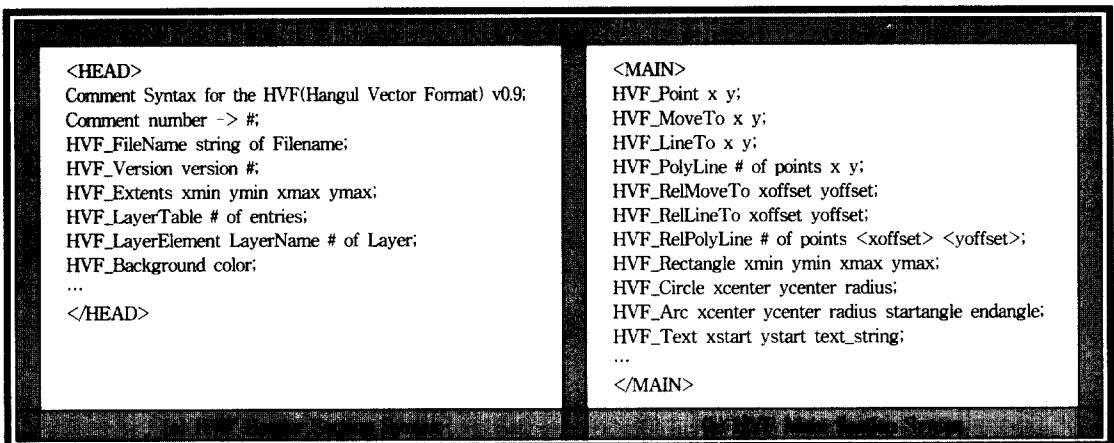 <HEAD>
Comment Syntax for the HVF(Hangul Vector Format) v0.9;
Comment number -> #;
HVF_FileName string of Filename;
HVF_Version version #;
HVF_Extents xmin ymin xmax ymax;
HVF_LayerTable # of entries;
HVF_LayerElement LayerName # of Layer;
HVF_Background color;
...
</HEAD>
<MAIN>
HVF_Point x y;
HVF_MoveTo x y;
HVF_LineTo x y;
HVF_PolyLine # of points x y;
HVF_RelMoveTo xoffset yoffset;
HVF_RelLineTo xoffset yoffset;
HVF_RelPolyLine # of points <xoffset> <yoffset>;
HVF_Rectangle xmin ymin xmax ymax;
HVF_Circle xcenter ycenter radius;
HVF_Arc xcenter ycenter radius startangle endangle;
HVF_Text xstart ystart text_string;
...
</MAIN>